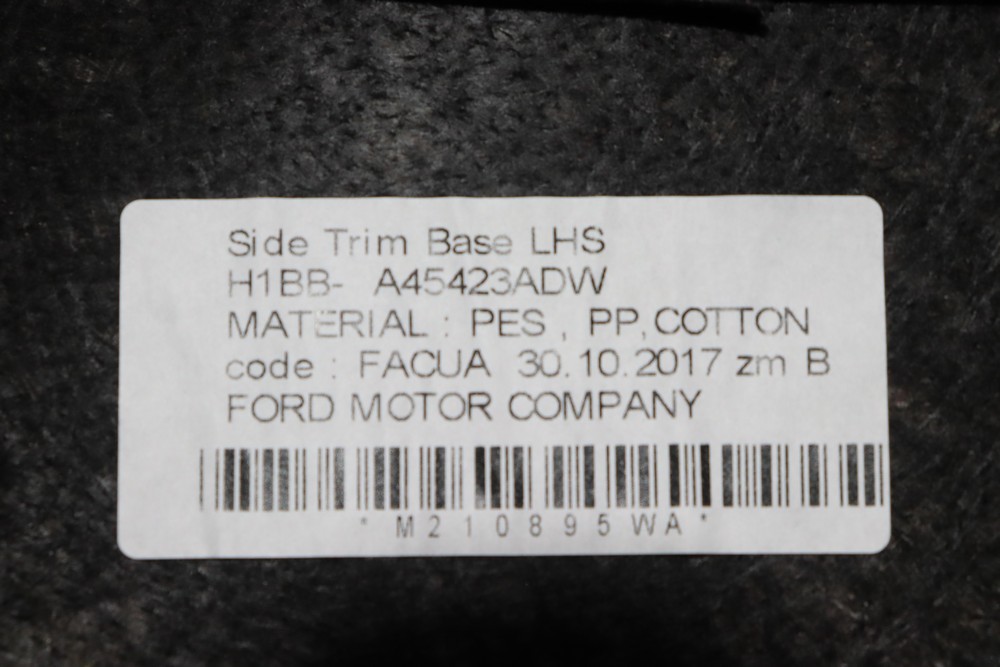 Side Trim Base LHS
H1BB- A45423ADW
MATERIAL : PES , PP,COTTON
code : FACUA 30.10.2017 zm B
FORD MOTOR COMPANY
*M210895WA*